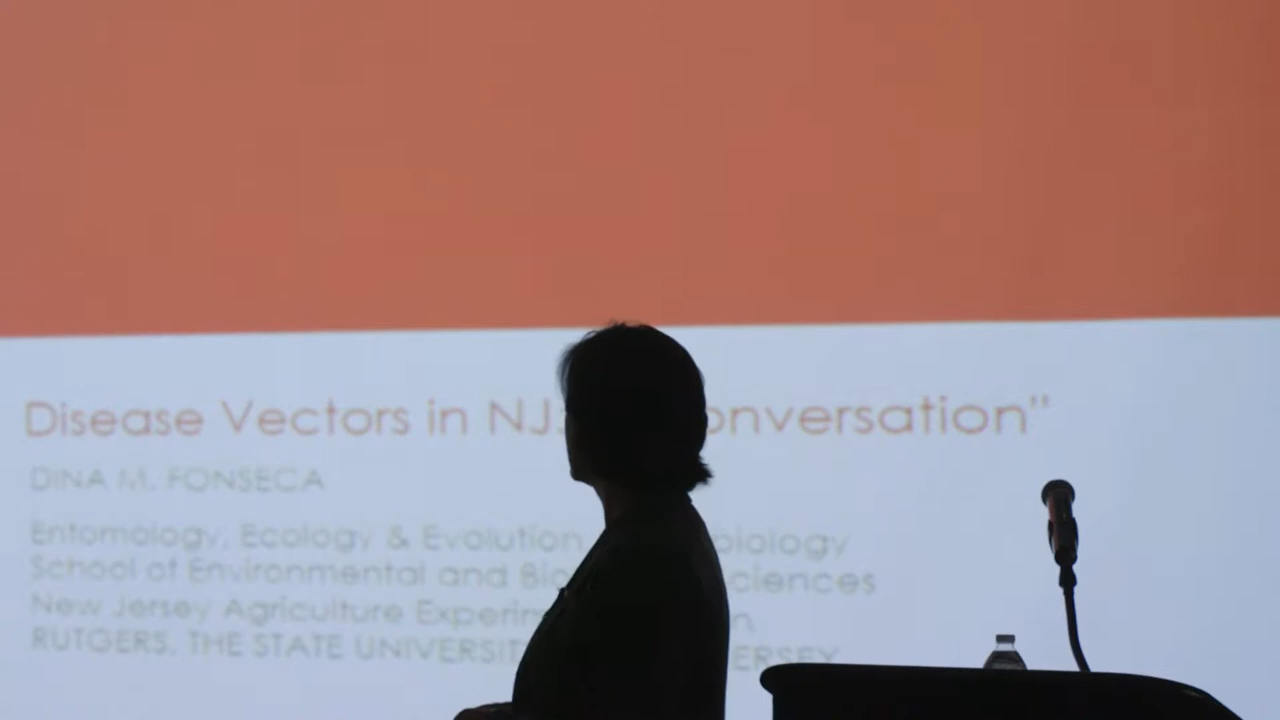 Disease Vectors in NJ: onversation"
DINA M. FONSECA
Entomology, Ecology & Evolution biology
School of Environmental and Bio ciences
New Jersey Agriculture Experim n
RUTGERS, THE STATE UNIVERSIT ERSEY